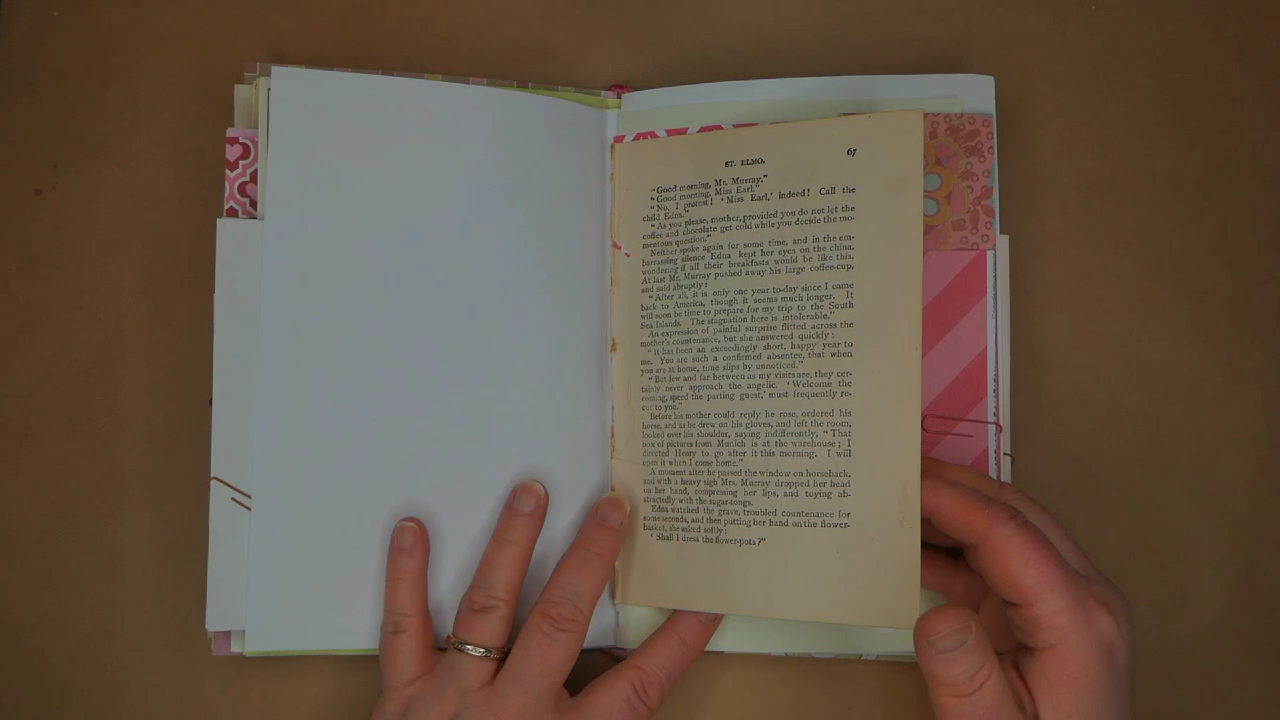 ST. ELMO. 67
"Good morning, Mr. Murray."
"Good morning, Miss Earl."
"No. I protest! 'Miss Earl,' indeed! Call the
child Edna."
"As you please, mother, provided you do not let the
coffee and chocolate get cold while you decide the mo-
mentous question."
Neither spoke again for some time, and in the em-
barrassing silence Edna kept her eyes on the china,
wondering if all their breakfasts would be like this.
At last Mr. Murray pushed away his large coffee-cup,
and said abruptly:
"After all, it is only one year to-day since I came
back to America, though it seems much longer. It
will soon be time to prepare for my trip to the South
Sea Islands. The stagnation here is intolerable."
An expression of painful surprise flitted across the
mother's countenance, but she answered quickly:
"It has been an exceedingly short, happy year to
me. You are such a confirmed absentee, that when
you are at home, time slips by unnoticed."
"But few and far between as my visits are, they cer-
tainly never approach the angelic. 'Welcome the
coming, speed the parting guest,' must frequently re-
cur to you."
Before his mother could reply he rose, ordered his
horse, and as he drew on his gloves, and left the room,
looked over his shoulder, saying indifferently, "That
box of pictures from Munich is at the warehouse; I
directed Henry to go after it this morning. I will
open it when I come home."
A moment after he passed the window on horseback,
and with a heavy sigh Mrs. Murray dropped her head
on her hand, compressing her lips, and toying ab-
stractedly with the sugar-tongs.
Edna watched the grave, troubled countenance for
some seconds, and then putting her hand on the flower-
basket, she asked softly:
"Shall I dress the flower-pots?"